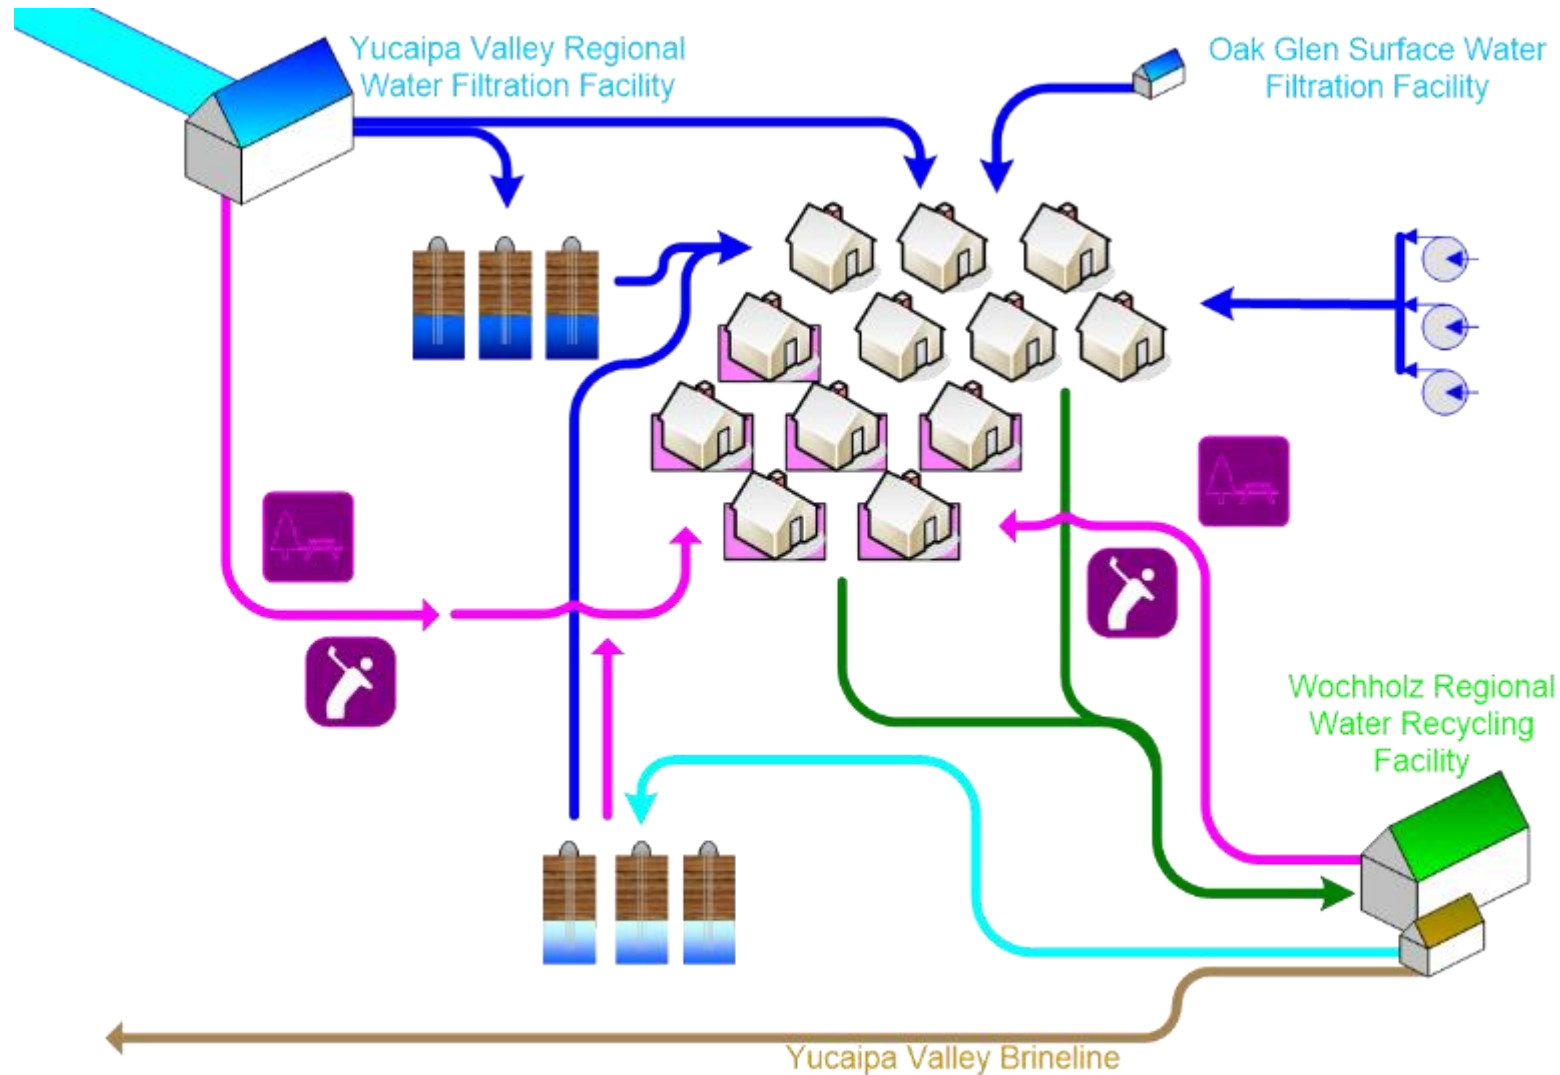 Yucaipa Valley Regional
Water Filtration Facility
Oak Glen Surface Water
Filtration Facility
Wochholz Regional
Water Recycling
Facility
Yucaipa Valley Brineline